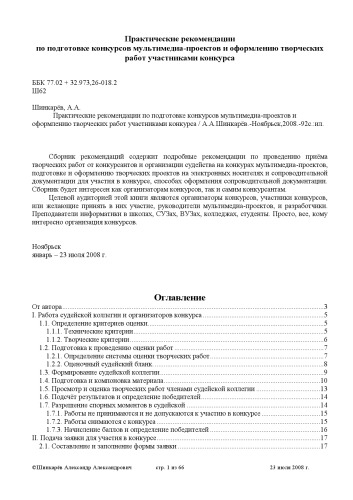 Практические рекомендации
по подготовке конкурсов мультимедиа-проектов и оформлению творческих
работ участниками конкурса
ББК 77.02 + 32.973,26-018.2
Ш62
Шинкарёв, А.А.
Практические рекомендации по подготовке конкурсов мультимедиа-проектов и
оформлению творческих работ участниками конкурса / А.А.Шинкарёв.-Ноябрьск,2008.-92с.ил.
Сборник рекомендаций содержит подробные рекомендации по проведению приёма
творческих работ от конкурсантов и организации судейства на конкурсах мультимедиа-проектов,
подготовке и оформлению творческих проектов на электронных носителях и сопроводительной
документации для участия в конкурсе, способах оформления сопроводительной документации.
Сборник будет интересен как организаторам конкурсов, так и самим конкурсантам.
Целевой аудиторией этой книги являются организаторы конкурсов, участники конкурсов,
или желающие принять в них участие, руководители мультимедиа-проектов, и разработчики.
Преподаватели информатики в школах, СУЗах, ВУЗах, колледжах, студенты. Просто, все, кому
интересно организация конкурсов.
Ноябрьск
январь – 23 июля 2008 г.
Оглавление
От автора 3
I. Работа судейской коллегии и организаторов конкурса 5
1.1. Определение критериев оценки 5
1.1.1. Технические критерии 5
1.1.2. Творческие критерии 6
1.2. Подготовка к проведению оценки работ 7
1.2.1. Определение системы оценки творческих работ 7
1.2.2. Оценочный судейский бланк 8
1.3. Формирование судейской коллегии 9
1.4. Подготовка и компоновка материала 10
1.5. Просмотр и оценка творческих работ членами судейской коллегии 13
1.6. Подсчёт результатов и определение победителей 14
1.7. Разрешение спорных моментов в судейской 14
1.7.1. Работы не принимаются и не допускаются к участию в конкурсе 15
1.7.2. Работы снимаются с конкурса 15
1.7.3. Начисление баллов и определение победителей 16
II. Подача заявки для участия в конкурсе 17
2.1. Составление и заполнение формы заявки 17
©Шинкарёв Александр Александрович стр. 1 из 66 23 июля 2008 г.